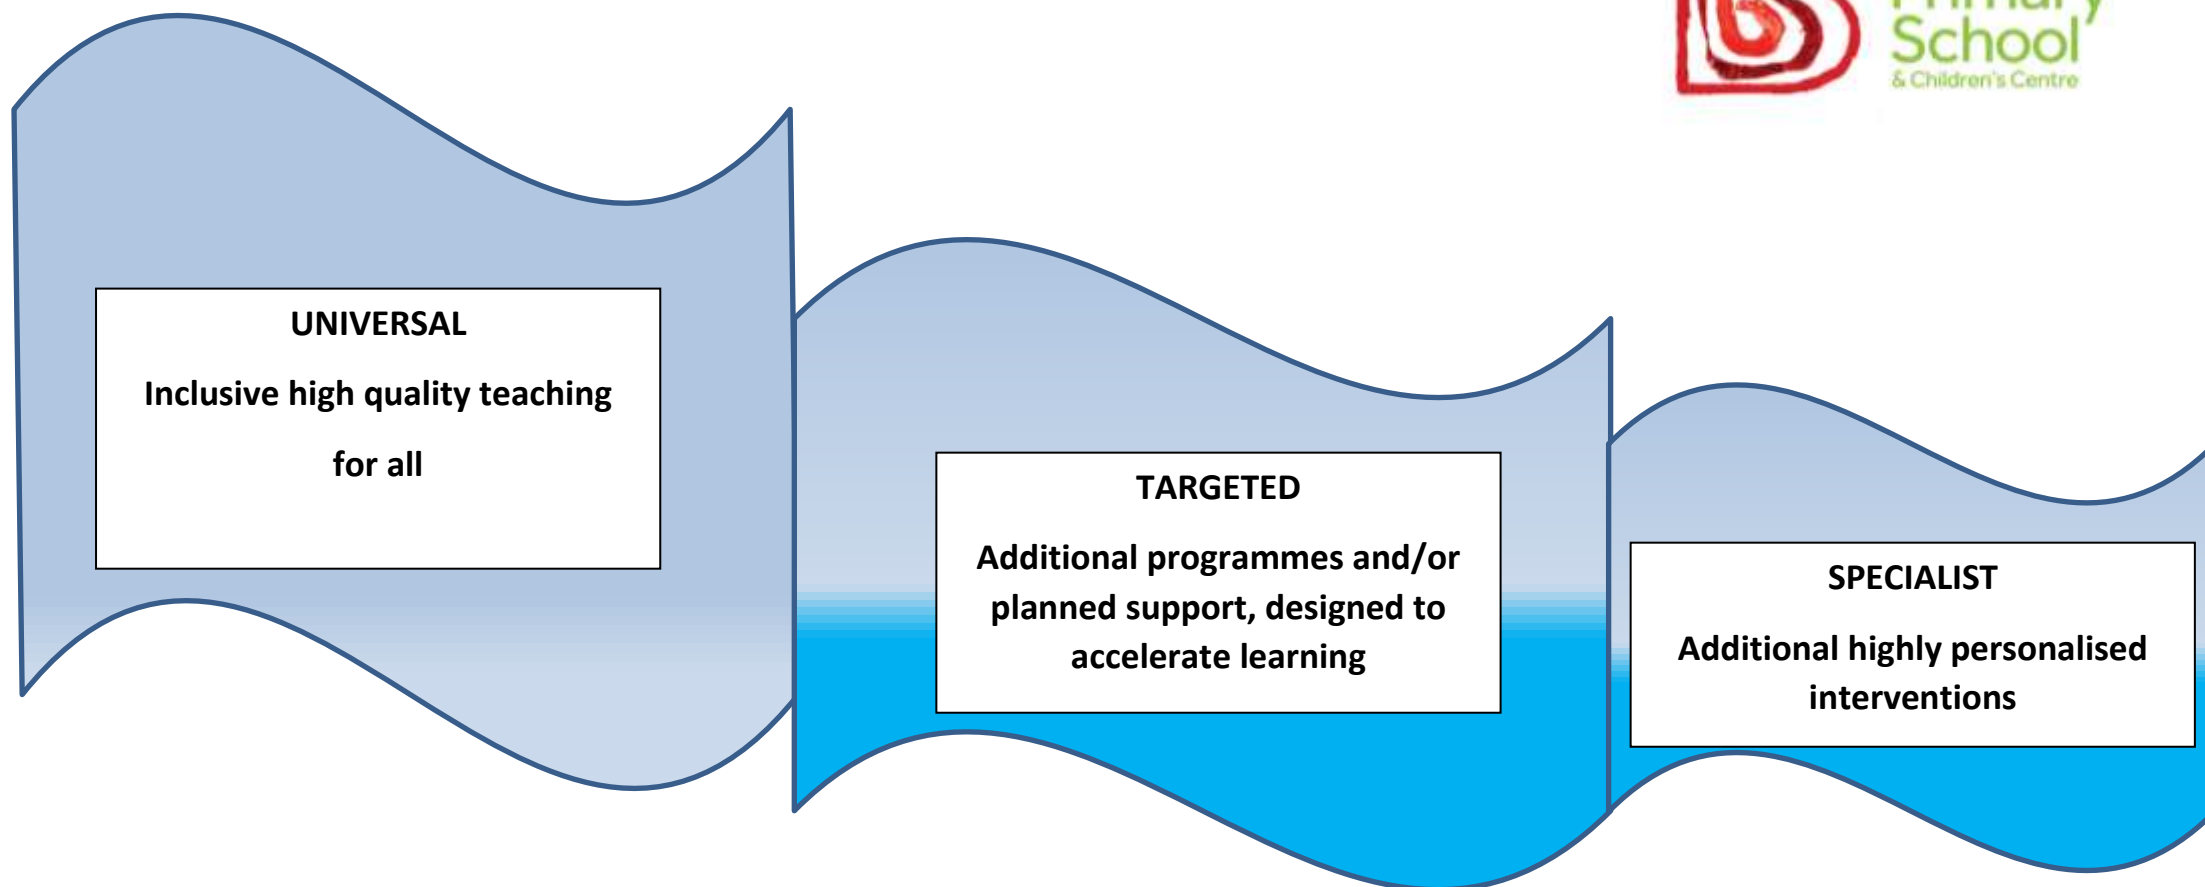 Primary
School
& Children's Centre
UNIVERSAL
Inclusive high quality teaching
for all
TARGETED
Additional programmes and/or
planned support, designed to
accelerate learning
SPECIALIST
Additional highly personalised
interventions